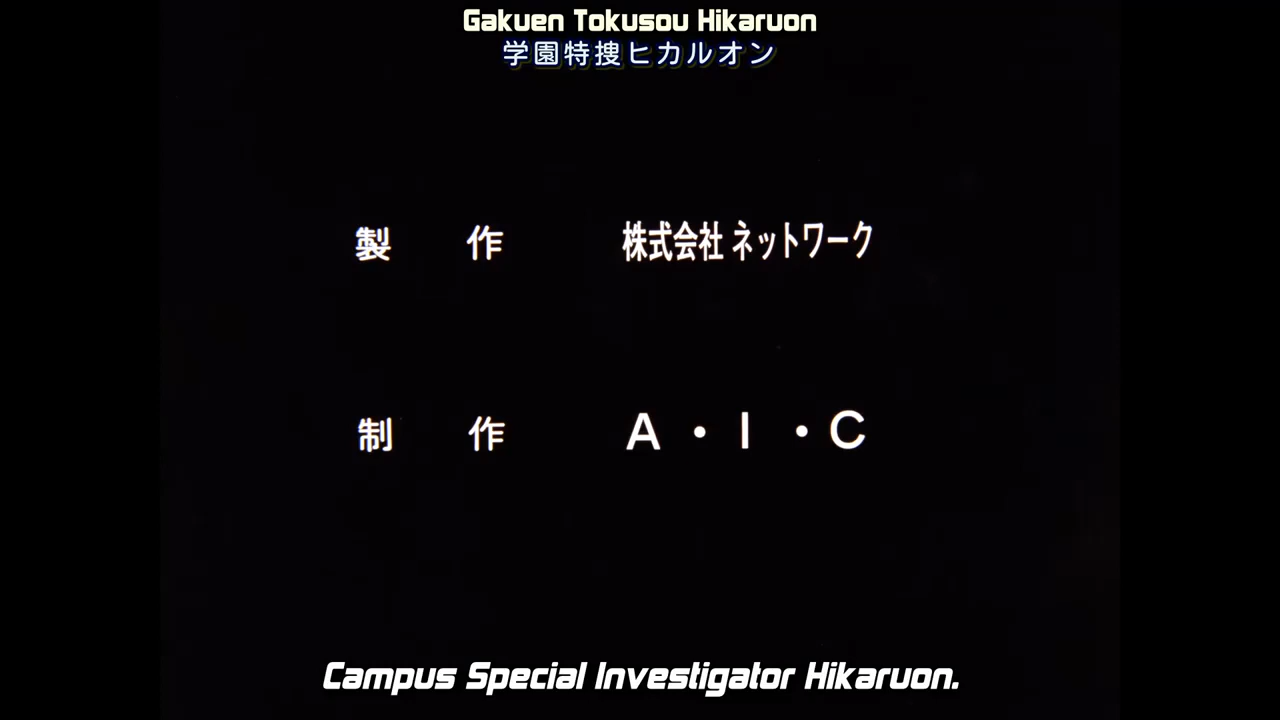 Gakuen Tokusou Hikaruon
学園特捜ヒカルオン
製作 株式会社ネットワーク
制作 A・I・C
Campus Special Investigator Hikaruon.